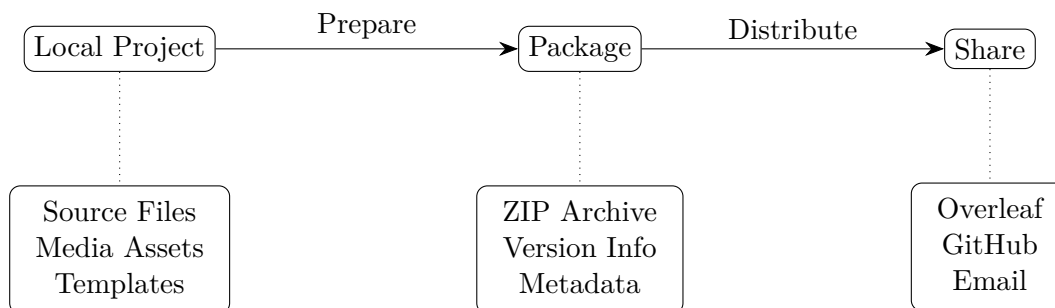 Local Project
Prepare
Package
Distribute
Share
Source Files
Media Assets
Templates
ZIP Archive
Version Info
Metadata
Overleaf
GitHub
Email